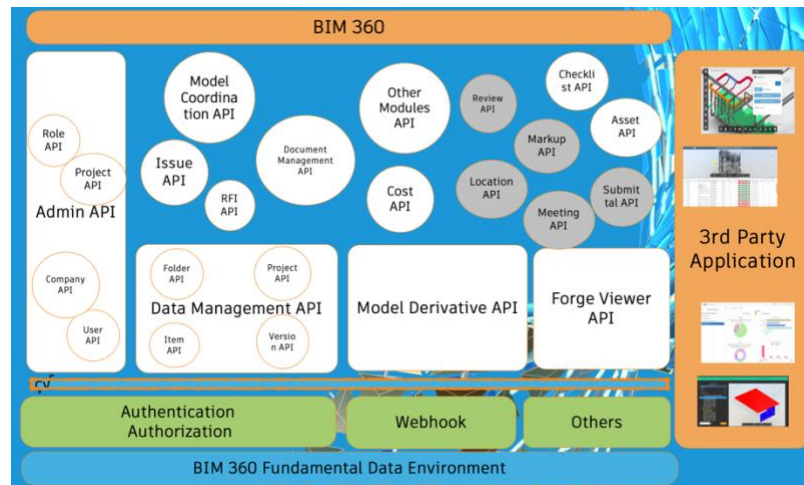 BIM 360
Model
Coordina
tion API
Other
Modules
API
Review
API
Checkli
st API
Role
API
Project
API
Admin API
Issue
API
Document
Management
API
RFI
API
Cost
API
Markup
API
Asset
API
Location
API
Submit
tal API
Meeting
API
3rd Party
Application
Company
API
User
API
Folder
API
Project
API
Data Management API
Item
API
Versio
n API
Model Derivative API
Forge Viewer
API
Authentication
Authorization
Webhook
Others
BIM 360 Fundamental Data Environment